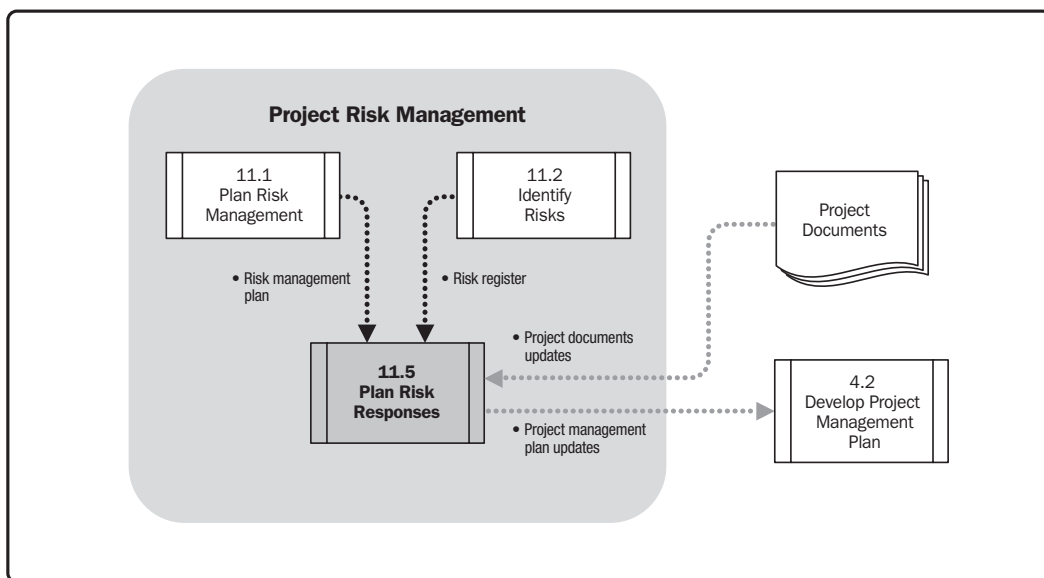 Project Risk Management
11.1
Plan Risk
Management
11.2
Identify
Risks
Project
Documents
• Risk management
plan
• Risk register
• Project documents
updates
11.5
Plan Risk
Responses
4.2
Develop Project
Management
Plan
• Project management
plan updates